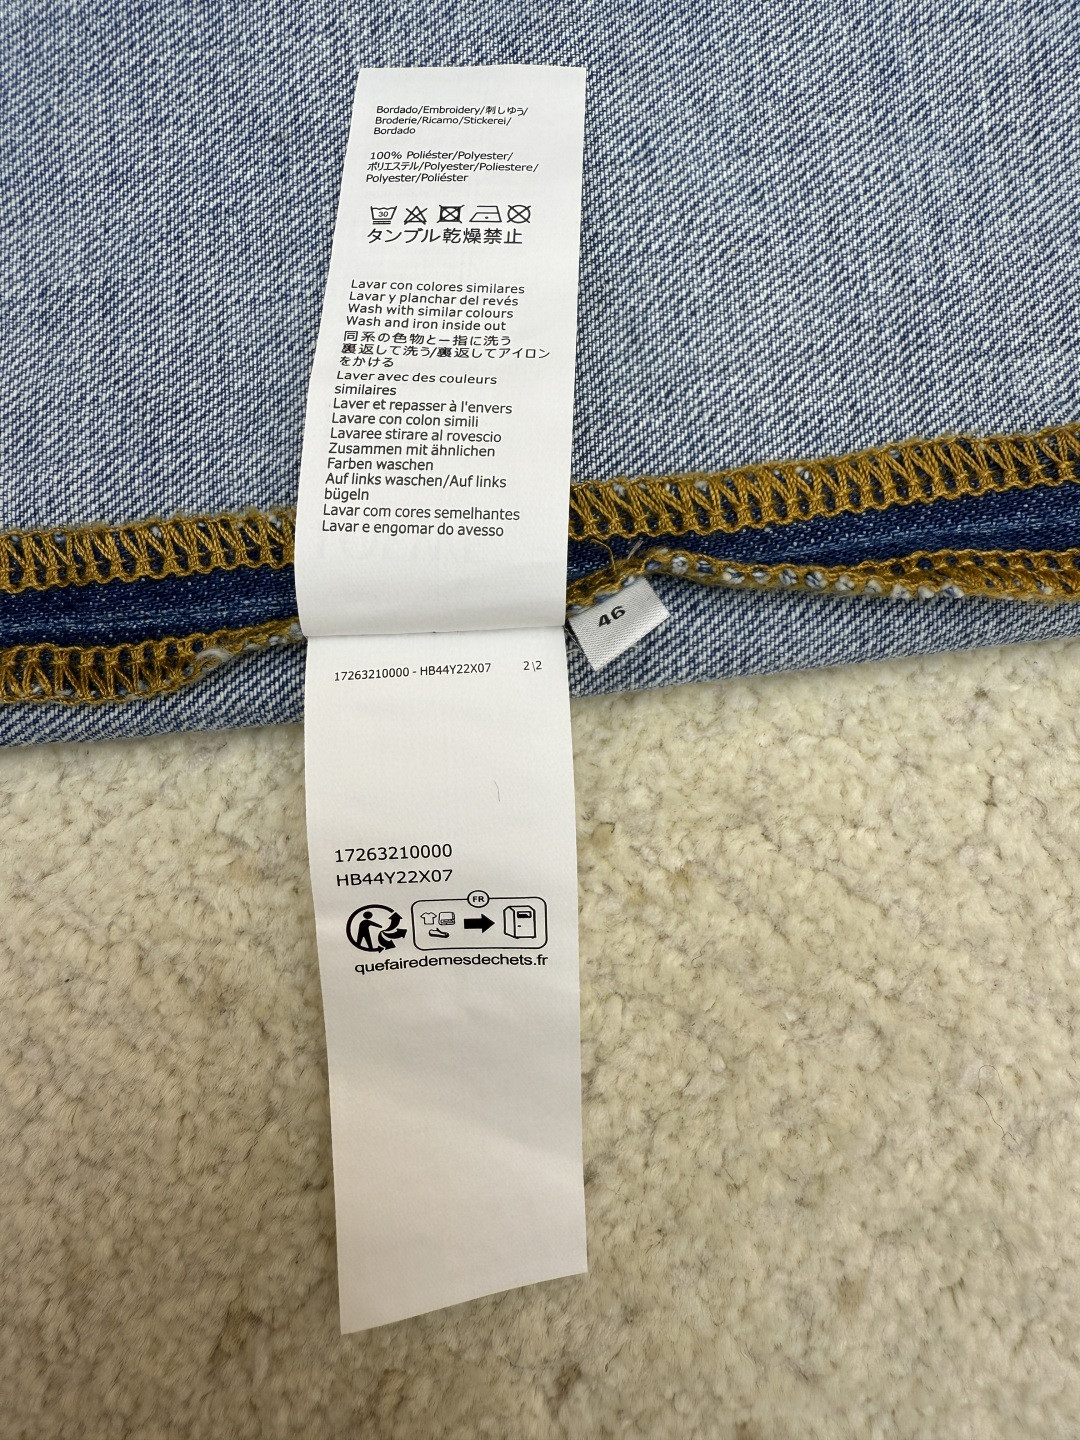 Bordado/Embroidery/刺しゆう/
Broderie/Ricamo/Stickerei/
Bordado
100% Poliéster/Polyester/
ポリエステル/Polyester/Poliestere/
Polyester/Poliéster
30
タンブル乾燥禁止
Lavar con colores similares
Lavar y planchar del revés
Wash with similar colours
Wash and iron inside out
同系の色物と一指に洗う
裏返して洗う/裏返してアイロン
をかける
Laver avec des couleurs
similaires
Laver et repasser à l'envers
Lavare con colon simili
Lavaree stirare al rovescio
Zusammen mit ähnlichen
Farben waschen
Auf links waschen/Auf links
bügeln
Lavar com cores semelhantes
Lavar e engomar do avesso
46
17263210000 - HB44Y22X07 2\2
17263210000
HB44Y22X07
FR
quefairedemesdechets.fr